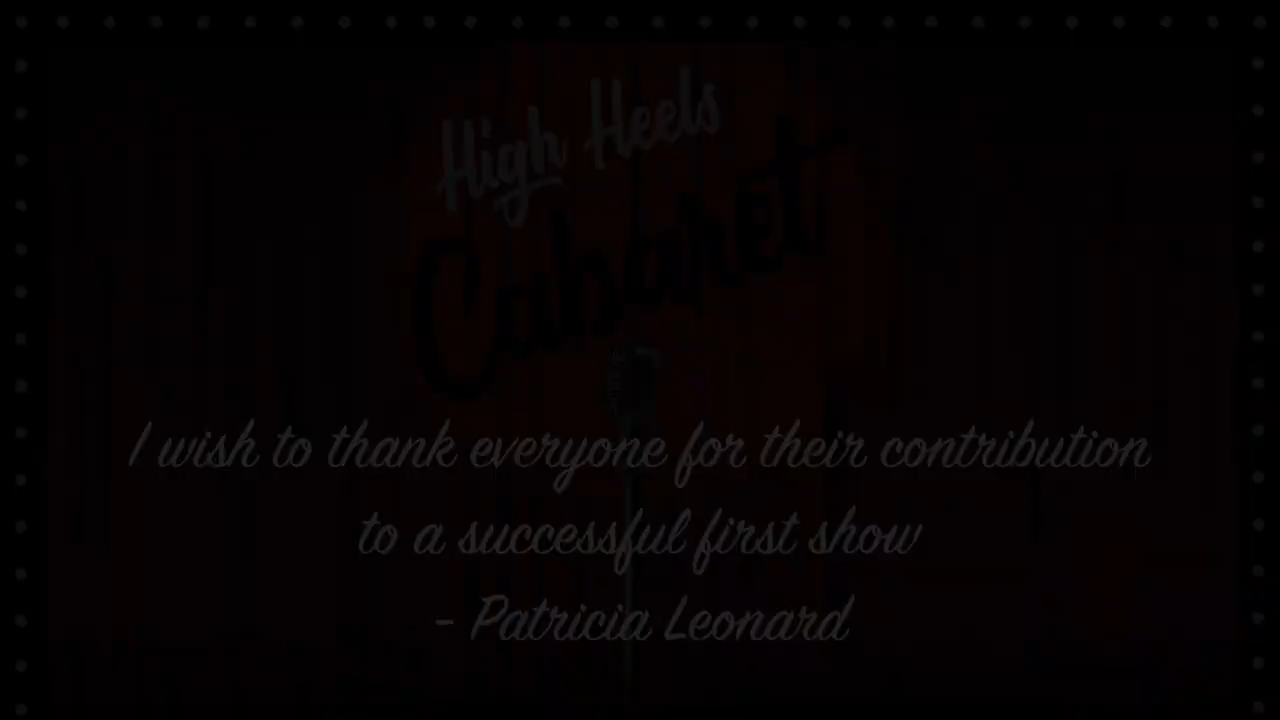 High Heels
Cabaret
I wish to thank everyone for their contribution
to a successful first show
- Patricia Leonard